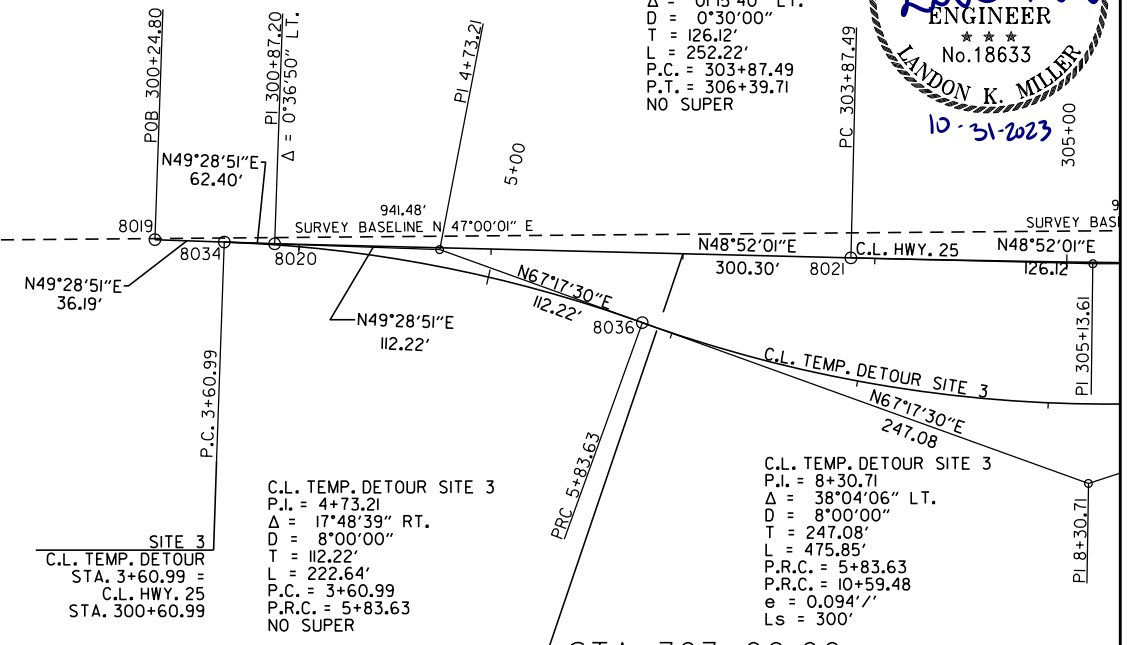 POB 300+24.80
PI 300+87.20
Δ = 0°36'50" LT.
PI 4+73.21
5+00
D = 0°30'00"
T = 126.12'
L = 252.22'
P.C. = 303+87.49
P.T. = 306+39.71
NO SUPER
PC 303+87.49
ENGINEER
★ ★ ★
No.18633
LANDON K. MILLER
10-31-2023
305+00
N49°28'51"E
62.40'
8019
8034
8020
941.48'
SURVEY BASELINE N 47°00'01" E
N48°52'01"E
300.30'
8021
C.L. HWY. 25
SURVEY BAS
N48°52'01"E
126.12
N49°28'51"E
36.19'
N49°28'51"E
112.22'
N67°17'30"E
112.22'
8036
PI 305+13.61
C.L. TEMP. DETOUR SITE 3
N67°17'30"E
247.08
P.C. 3+60.99
PRC 5+83.63
PI 8+30.71
SITE 3
C.L. TEMP. DETOUR
STA. 3+60.99 =
C.L. HWY. 25
STA. 300+60.99
C.L. TEMP. DETOUR SITE 3
P.I. = 4+73.21
Δ = 17°48'39" RT.
D = 8°00'00"
T = 112.22'
L = 222.64'
P.C. = 3+60.99
P.R.C. = 5+83.63
NO SUPER
C.L. TEMP. DETOUR SITE 3
P.I. = 8+30.71
Δ = 38°04'06" LT.
D = 8°00'00"
T = 247.08'
L = 475.85'
P.R.C. = 5+83.63
P.R.C. = 10+59.48
e = 0.094'/'
Ls = 300'